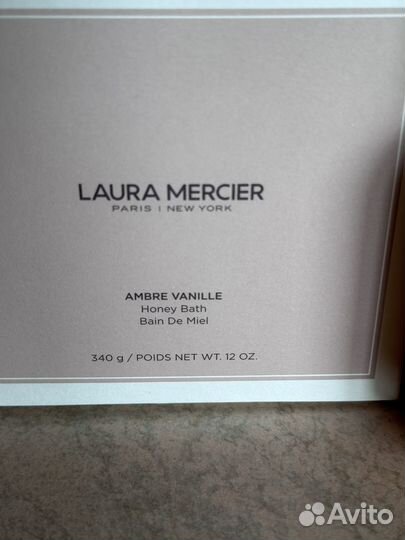 LAURA MERCIER
PARIS | NEW YORK
AMBRE VANILLE
Honey Bath
Bain De Miel
340 g / POIDS NET WT. 12 OZ.
Avito